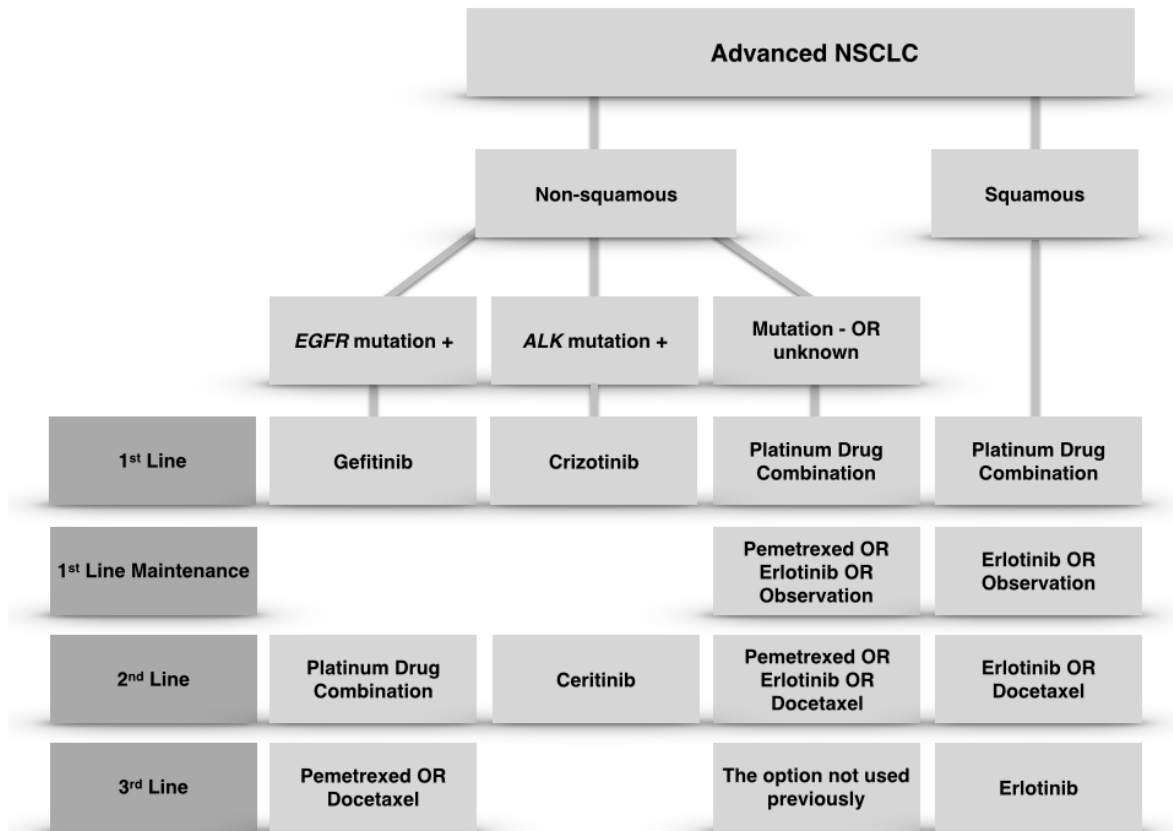 Advanced NSCLC
Non-squamous
Squamous
EGFR mutation +
ALK mutation +
Mutation - OR
unknown
1st Line
Gefitinib
Crizotinib
Platinum Drug
Combination
Platinum Drug
Combination
1st Line Maintenance
Pemetrexed OR
Erlotinib OR
Observation
Erlotinib OR
Observation
2nd Line
Platinum Drug
Combination
Ceritinib
Pemetrexed OR
Erlotinib OR
Docetaxel
Erlotinib OR
Docetaxel
3rd Line
Pemetrexed OR
Docetaxel
The option not used
previously
Erlotinib